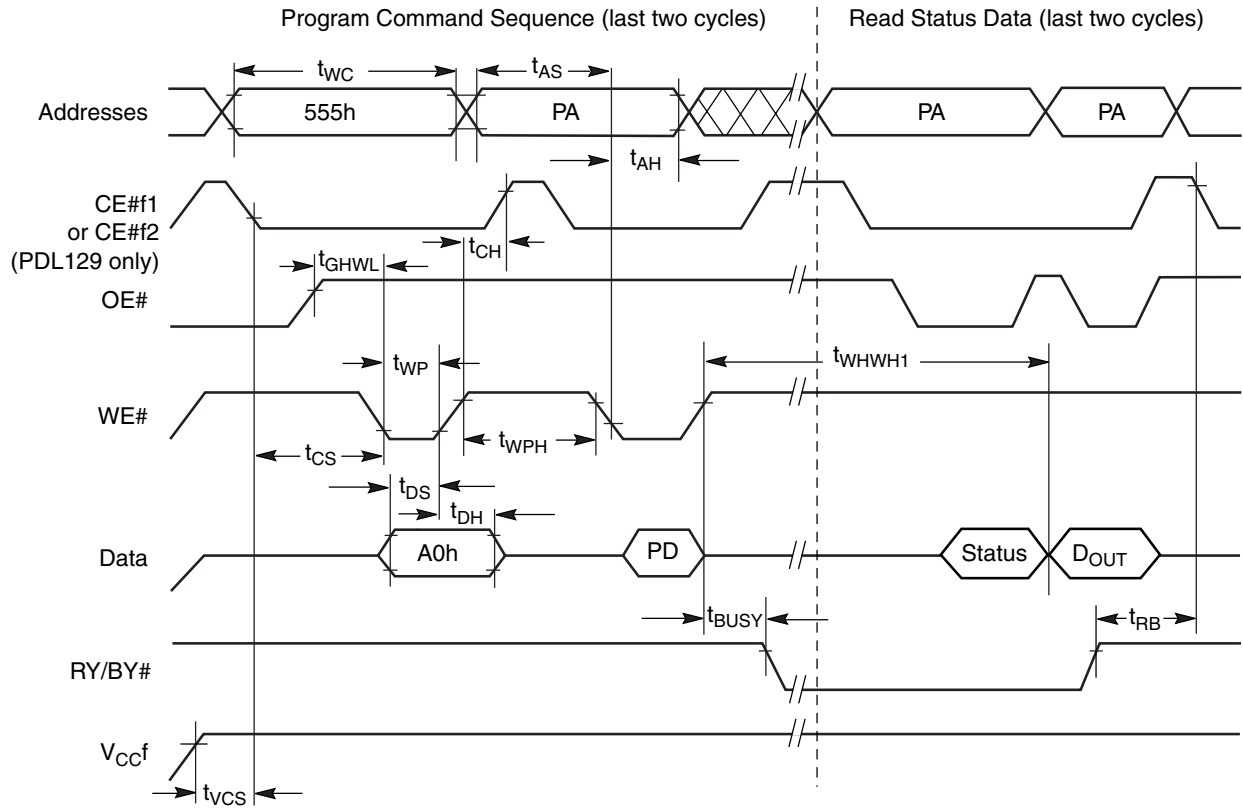 Program Command Sequence (last two cycles) Read Status Data (last two cycles)
tWC tAS
Addresses 555h PA PA PA
tAH
CE#f1
or CE#f2
(PDL129 only)
tCH
tGHWL
OE#
tWP tWHWH1
WE#
tCS tWPH
tDS
tDH
Data A0h PD Status DOUT
tBUSY tRB
RY/BY#
VCCf
tVCS